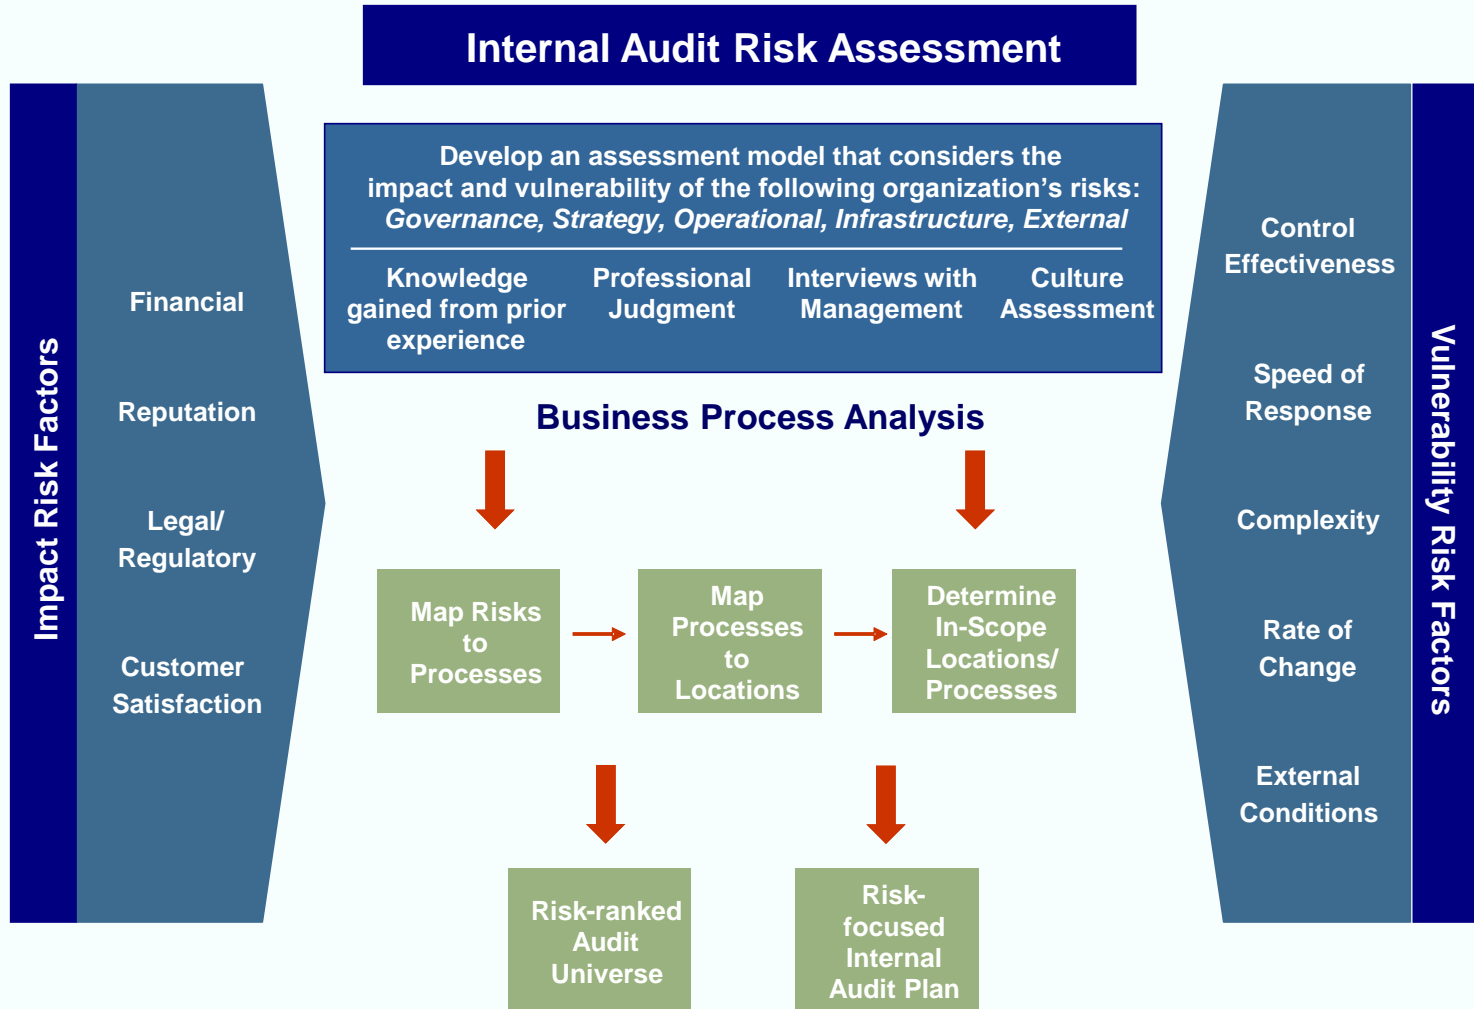 Internal Audit Risk Assessment
Impact Risk Factors
Financial
Reputation
Legal/
Regulatory
Customer
Satisfaction
Develop an assessment model that considers the
impact and vulnerability of the following organization's risks:
Governance, Strategy, Operational, Infrastructure, External
Knowledge
gained from prior
experience
Professional
Judgment
Interviews with
Management
Culture
Assessment
Business Process Analysis
Map Risks
to
Processes
Map
Processes
to
Locations
Determine
In-Scope
Locations/
Processes
Risk-ranked
Audit
Universe
Risk-
focused
Internal
Audit Plan
Control
Effectiveness
Speed of
Response
Complexity
Rate of
Change
External
Conditions
Vulnerability Risk Factors